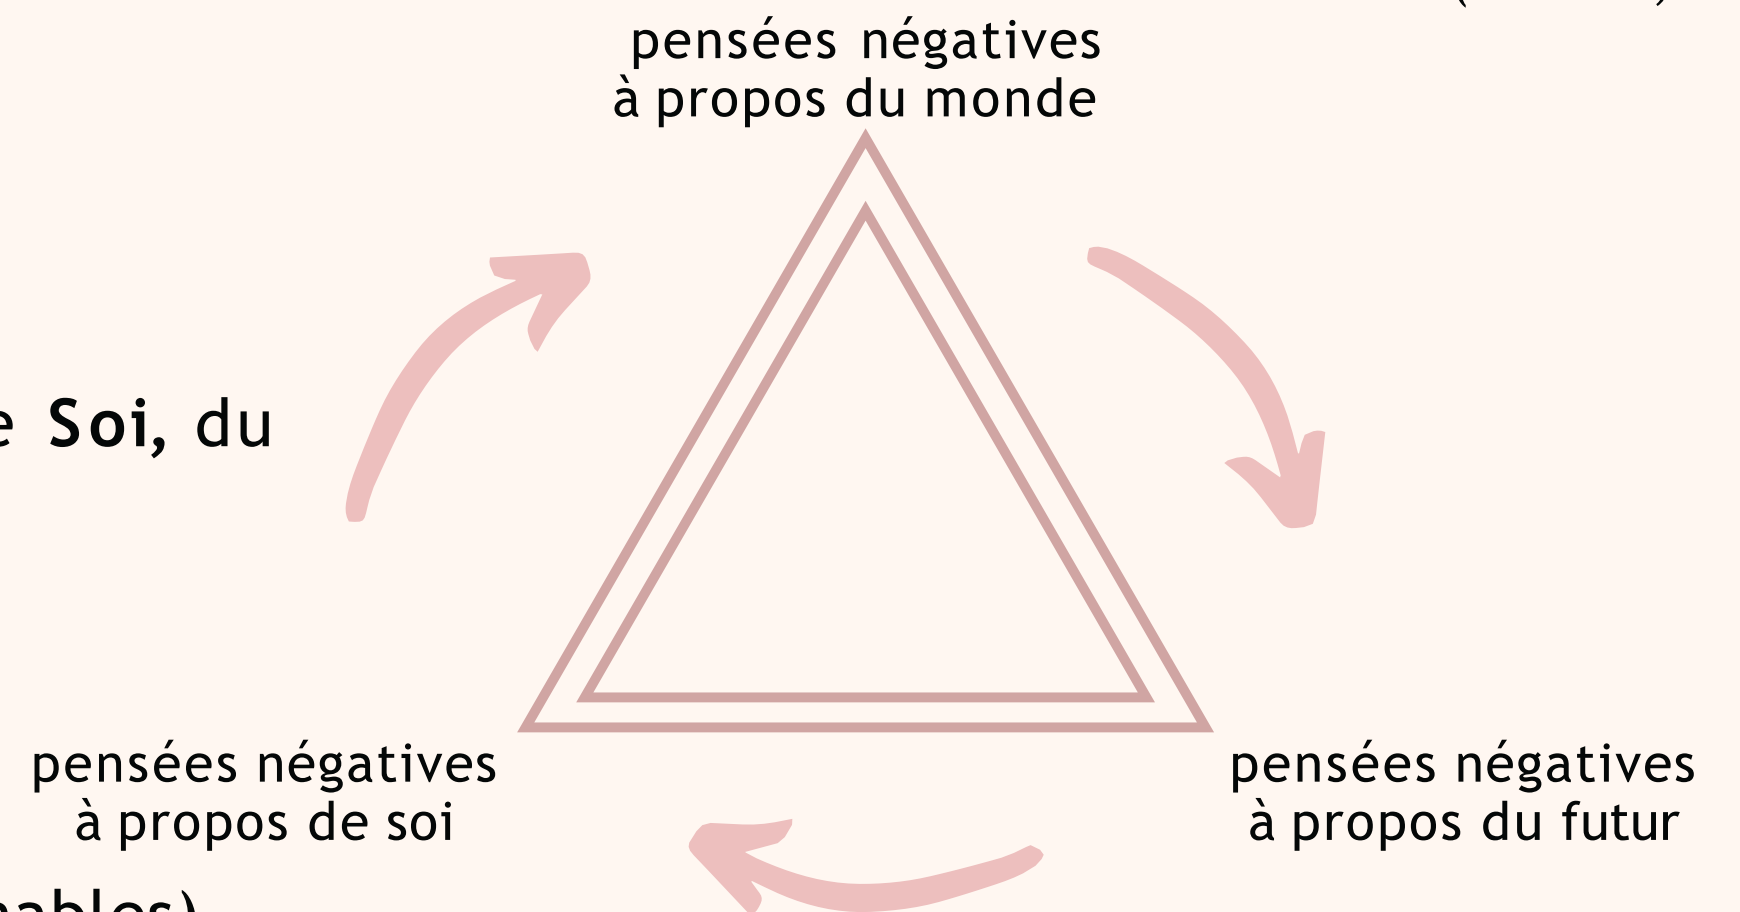 pensées négatives
à propos du monde
Soi, du
pensées négatives
à propos de soi
pensées négatives
à propos du futur